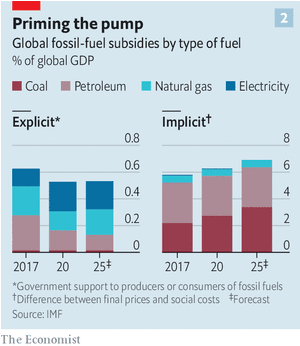 2
Priming the pump
Global fossil-fuel subsidies by type of fuel
% of global GDP
Coal Petroleum Natural gas Electricity
Explicit* Implicit†
0.8 8
0.6 6
0.4 4
0.2 2
0 0
2017 20 25‡ 2017 20 25‡
*Government support to producers or consumers of fossil fuels
†Difference between final prices and social costs ‡Forecast
Source: IMF
The Economist